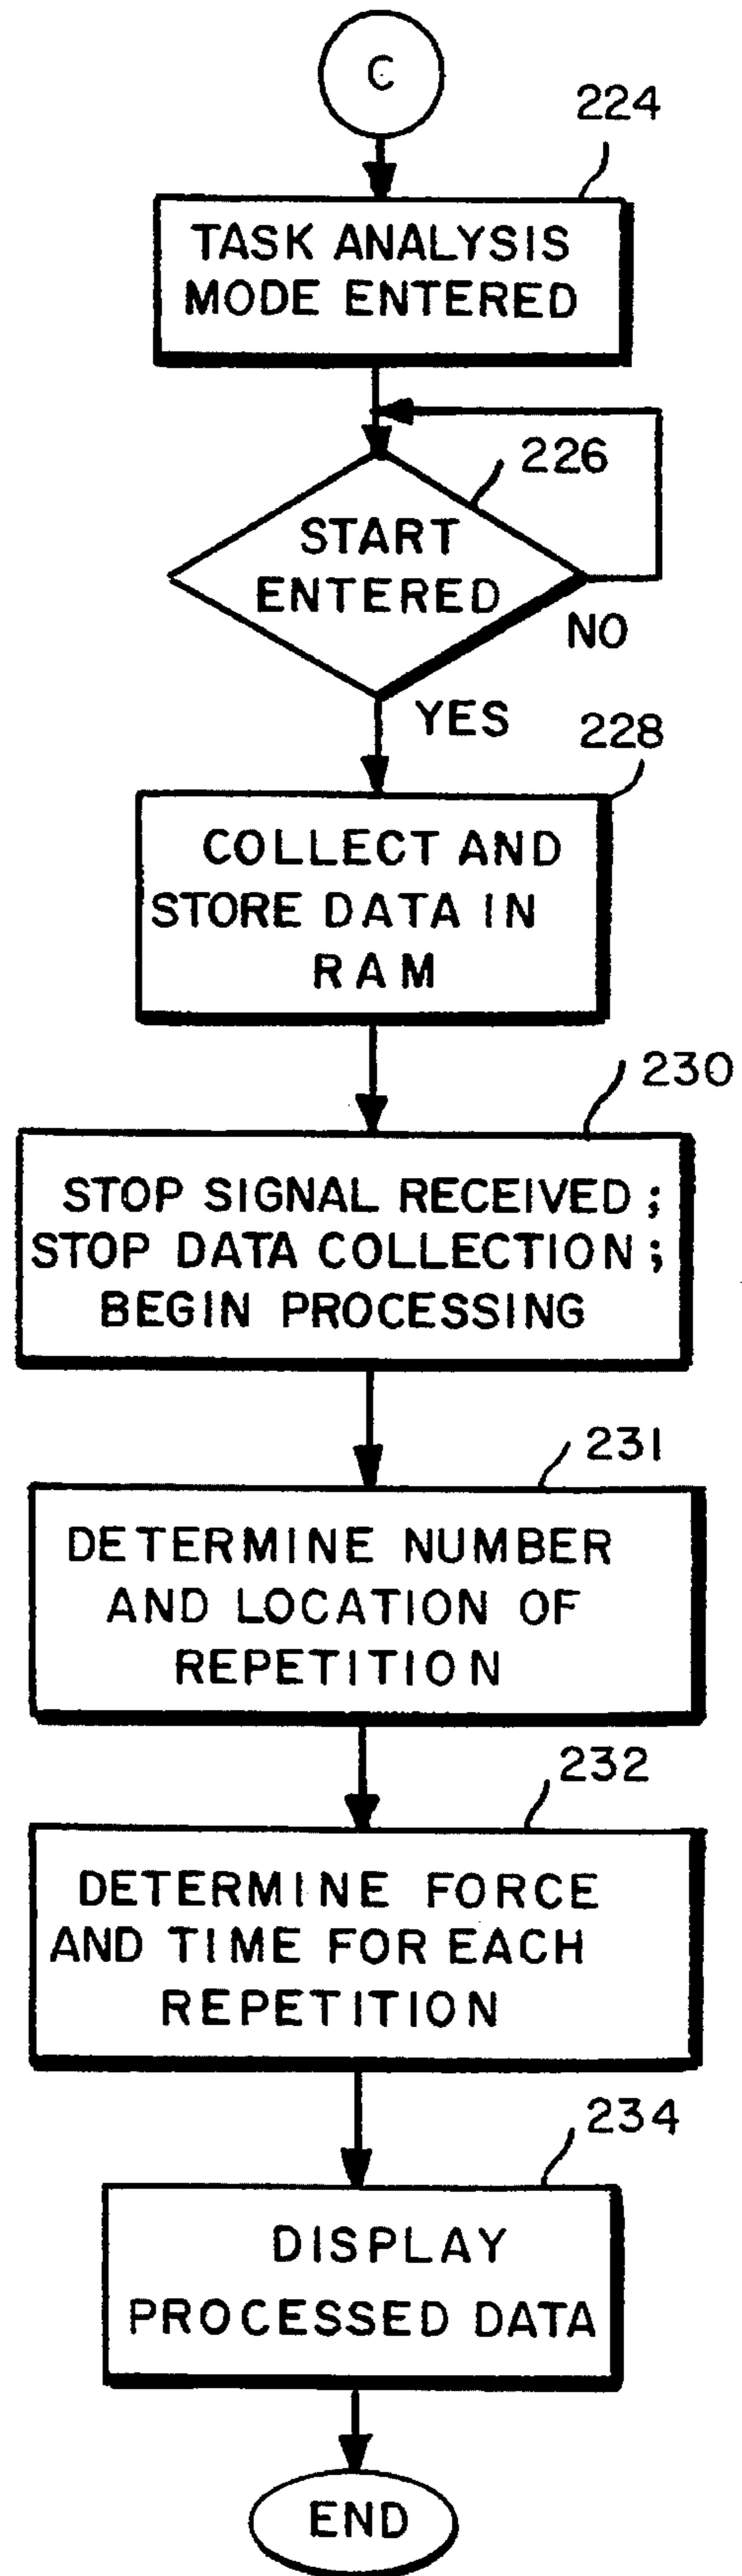 C
224
TASK ANALYSIS
MODE ENTERED
226
START
ENTERED
NO
YES
228
COLLECT AND
STORE DATA IN
RAM
230
STOP SIGNAL RECEIVED;
STOP DATA COLLECTION;
BEGIN PROCESSING
231
DETERMINE NUMBER
AND LOCATION OF
REPETITION
232
DETERMINE FORCE
AND TIME FOR EACH
REPETITION
234
DISPLAY
PROCESSED DATA
END